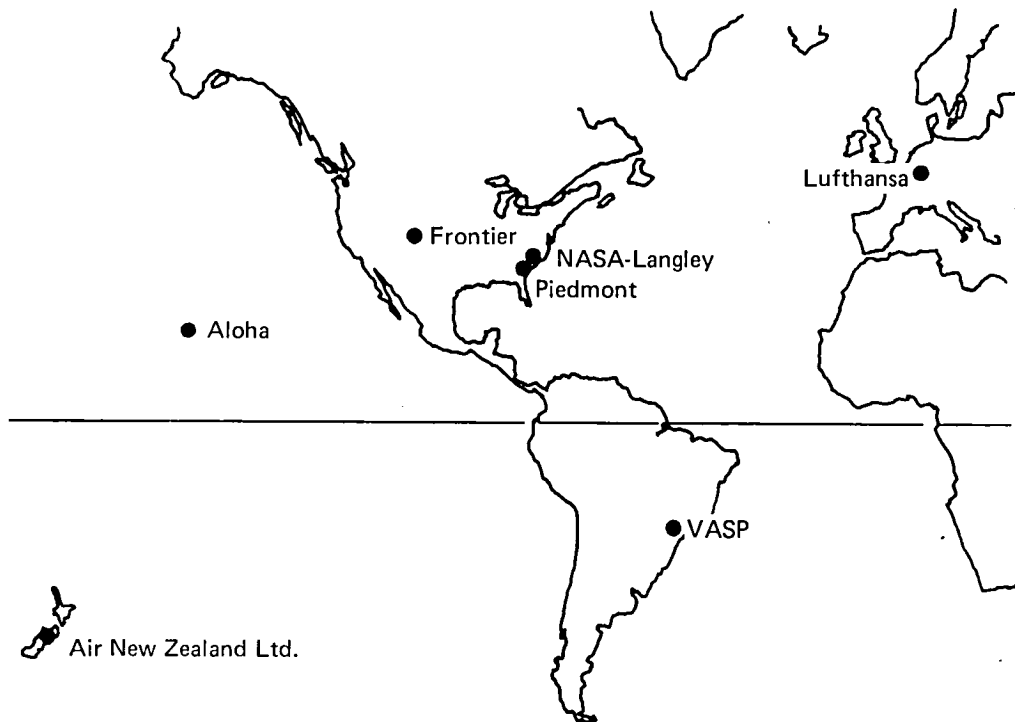 Lufthansa
Frontier
NASA-Langley
Piedmont
Aloha
VASP
Air New Zealand Ltd.